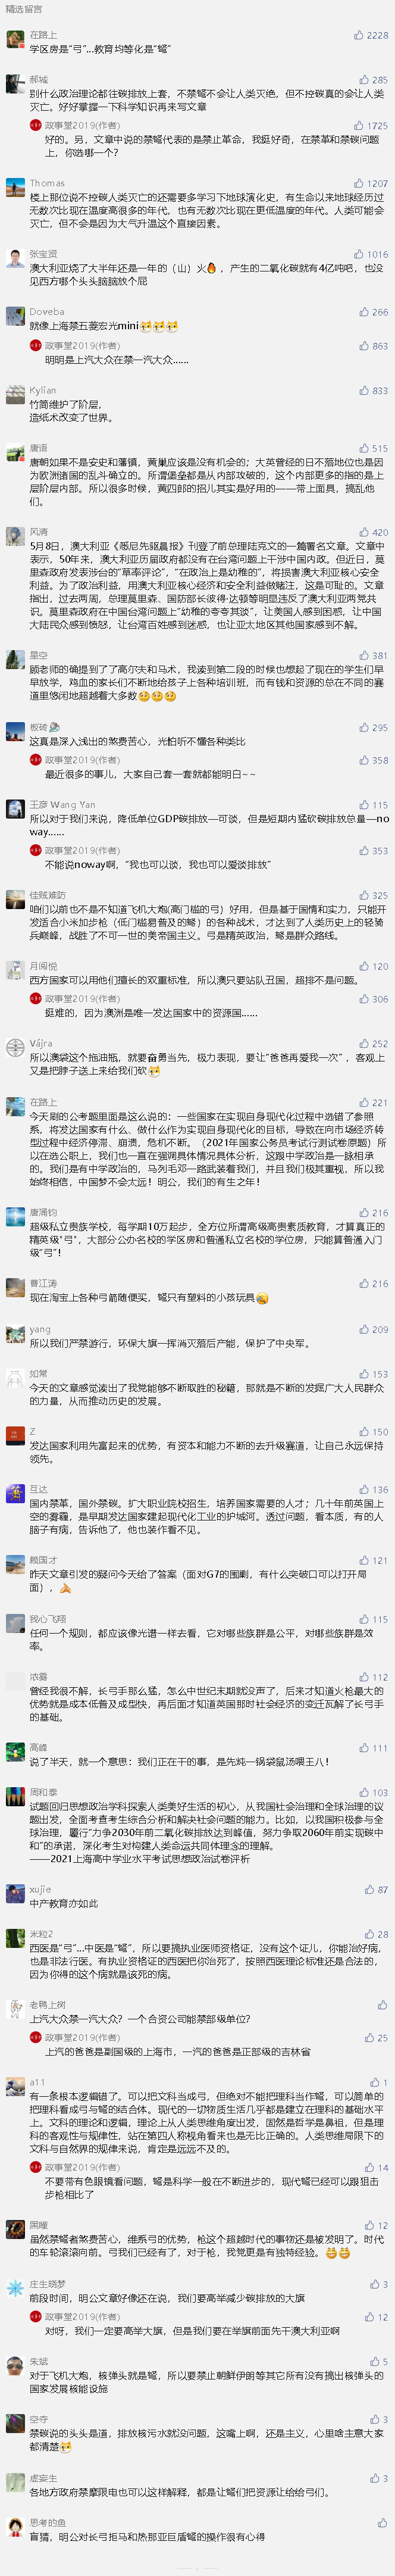 精选留言
在路上
2228
学区房是“弓”...教育均等化是“弩”
郝城
285
别什么政治理论都往碳排放上套，不禁弩不会让人类灭绝，但不控碳真的会让人类
灭亡。好好掌握一下科学知识再来写文章
政事堂2019(作者)
1725
好的。另，文章中说的禁弩代表的是禁止革命，我挺好奇，在禁革和禁碳问题
上，你选哪一个？
Thomas
1207
楼上那位说不控碳人类灭亡的还需要多学习下地球演化史，有生命以来地球经历过
无数次比现在温度高很多的年代，也有无数次比现在更低温度的年代。人类可能会
灭亡，但不会是因为大气升温这个直接因素。
张宝贤
1016
澳大利亚烧了大半年还是一年的（山）火🔥，产生的二氧化碳就有4亿吨吧，也没
见西方哪个头头脑脑放个屁
Doveba
266
就像上海禁五菱宏光mini
政事堂2019(作者)
863
明明是上汽大众在禁一汽大众......
Kylian
833
竹简维护了阶层，
造纸术改变了世界。
唐语
515
唐朝如果不是安史和藩镇，黄巢应该是没有机会的；大英曾经的日不落地位也是因
为欧洲诸国的乱斗确立的。所谓堡垒都是从内部攻破的，这个内部更多的指的是上
层阶层内部。所以很多时候，黄四郎的招儿其实是好用的——带上面具，搞乱他
们。
风清
420
5月8日，澳大利亚《悉尼先驱晨报》刊登了前总理陆克文的一篇署名文章。文章中
表示，50年来，澳大利亚历届政府都没有在台湾问题上干涉中国内政。但近日，莫
里森政府发表抄台的“草率评论”，“在政治上是幼稚的”，将损害澳大利亚核心安全
利益。为了政治利益，用澳大利亚核心经济和安全利益做赌注，这是可耻的。文章
指出，过去两周，总理莫里森、国防部长彼得·达顿等明显违反了澳大利亚两党共
识。莫里森政府在中国台湾问题上“幼稚的夸夸其谈”，让美国人感到困惑，让中国
大陆民众感到愤怒，让台湾百姓感到迷惑，也让亚太地区其他国家感到不解。
星空
381
顾老师的确提到了了高尔夫和马术，我读到第二段的时候也想起了现在的学生们早
早放学，鸡血的家长们不断地给孩子上各种培训班，而有钱和资源的总在不同的赛
道里悠闲地超越着大多数
板砖
295
这真是深入浅出的煞费苦心，光怕听不懂各种类比
政事堂2019(作者)
358
最近很多的事儿，大家自己套一套就都能明白~~
王彦 Wang Yan
115
所以对于我们来说，降低单位GDP碳排放—可谈，但是短期内猛砍碳排放总量—no
way......
政事堂2019(作者)
353
不能说noway啊，“我也可以谈，我也可以爱谈排放”
佳贼难防
325
咱们以前也不是不知道飞机大炮(高门槛的弓）好用，但是基于国情和实力，只能开
发适合小米加步枪（低门槛易普及的弩）的各种战术，才达到了人类历史上的轻骑
兵巅峰，战胜了不可一世的美帝国主义。弓是精英政治，弩是群众路线。
月阅悦
120
西方国家可以用他们擅长的双重标准，所以澳只要站队丑国，超排不是问题。
政事堂2019(作者)
306
挺难的，因为澳洲是唯一发达国家中的资源国......
Vájra
252
所以澳袋这个拖油瓶，就要奋勇当先，极力表现，要让“爸爸再爱我一次” ，客观上
又是把脖子送上来给我们砍
在路上
221
今天刷的公考题里面是这么说的：一些国家在实现自身现代化过程中选错了参照
系，将发达国家有什么、做什么作为实现自身现代化的目标，导致在向市场经济转
型过程中经济停滞、崩溃，危机不断。（2021年国家公务员考试行测试卷原题）所
以在选公职上，我们也一直在强调具体情况具体分析，这跟中学政治是一脉相承
的。我们是有中学政治的，马列毛邓一路武装着我们，并且我们极其重视，所以我
始终相信，中国梦不会太远！明公，我们的有生之年！
唐涌钧
216
超级私立贵族学校，每学期10万起步，全方位所谓高级高贵素质教育，才算真正的
精英级“弓”，大部分公办名校的学区房和普通私立名校的学位房，只能算普通入门
级“弓”！
曹江涛
216
现在淘宝上各种弓箭随便买，弩只有塑料的小孩玩具
yang
209
所以我们严禁游行，环保大旗一挥消灭落后产能，保护了中央军。
如常
153
今天的文章感觉读出了我党能够不断取胜的秘籍，那就是不断的发掘广大人民群众
的力量，从而推动历史的发展。
Z
150
发达国家利用先富起来的优势，有资本和能力不断的去升级赛道，让自己永远保持
领先。
互达
136
国内禁革，国外禁碳。扩大职业院校招生，培养国家需要的人才；几十年前英国上
空的雾霾，是早期发达国家建起现代化工业的护城河。透过问题，看本质，有的人
脑子有病，告诉他了，他也装作看不见。
赖国才
121
昨天文章引发的疑问今天给了答案（面对G7的围剿，有什么突破口可以打开局
面），
我心飞翔
115
任何一个规则，都应该像光谱一样去看，它对哪些族群是公平，对哪些族群是效
率。
浓雾
112
曾经我很不解，长弓手那么猛，怎么中世纪末期就没声了，后来才知道火枪最大的
优势就是成本低普及成型快，再后面才知道英国那时社会经济的变迁瓦解了长弓手
的基础。
高峰
111
说了半天，就一个意思：我们正在干的事，是先炖一锅袋鼠汤喂王八！
周和泰
103
试题回归思想政治学科探索人类美好生活的初心，从我国社会治理和全球治理的议
题出发，全面考查考生综合分析和解决社会问题的能力。比如，以我国积极参与全
球治理，履行“力争2030年前二氧化碳排放达到峰值，努力争取2060年前实现碳中
和”的承诺，深化考生对构建人类命运共同体理念的理解。
——2021上海高中学业水平考试思想政治试卷评析
xujie
87
中产教育亦如此
米粒2
28
西医是“弓”...中医是“弩”，所以要搞执业医师资格证，没有这个证儿，你能治好病，
也是非法行医。有执业资格证的西医把你治死了，按照西医理论标准还是合法的，
因为你得的这个病就是该死的病。
老鸭上树
上汽大众禁一汽大众？一个合资公司能禁部级单位？
政事堂2019(作者)
25
上汽的爸爸是副国级的上海市，一汽的爸爸是正部级的吉林省
a11
1
有一条根本逻辑错了。可以把文科当成弓，但绝对不能把理科当作弩，可以简单的
把理科看成弓与弩的结合体。现代的一切物质生活几乎都是建立在理科的基础水平
上。文科的理论和逻辑，理论上从人类思维角度出发，固然是哲学是鼻祖，但是理
科的客观性与规律性，站在第四人称视角看来也是无比正确的。人类思维局限下的
文科与自然界的规律来说，肯定是远远不及的。
政事堂2019(作者)
14
不要带有色眼镜看问题，弩是科学一般在不断进步的，现代弩已经可以跟狙击
步枪相比了
黑瞳
12
虽然禁弩者煞费苦心，维系弓的优势，枪这个超越时代的事物还是被发明了。时代
的车轮滚滚向前。弓我们已经有了，对于枪，我党更是有独特经验。
庄生晓梦
3
前段时间，明公文章好像还在说，我们要高举减少碳排放的大旗
政事堂2019(作者)
12
对呀，我们一定要高举大旗，但是我们要在举旗前面先干澳大利亚啊
朱斌
5
对于飞机大炮，核弹头就是弩，所以要禁止朝鲜伊朗等其它所有没有搞出核弹头的
国家发展核能设施
空夺
3
禁碳说的头头是道，排放核污水就没问题，这嘴上啊，还是主义，心里啥主意大家
都清楚
虚妄生
3
各地方政府禁摩限电也可以这样解释，都是让弩们把资源让给给弓们。
思考的鱼
盲猜，明公对长弓拒马和热那亚巨盾弩的操作很有心得